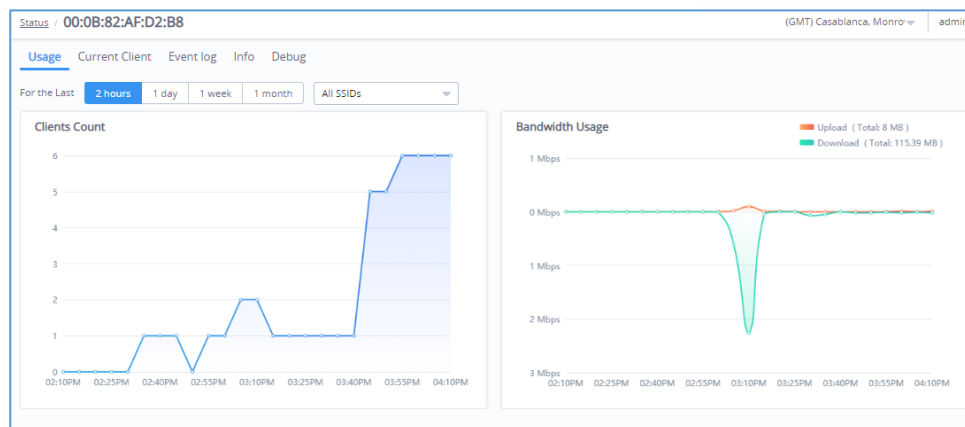 Status / 00:0B:82:AF:D2:B8
(GMT) Casablanca, Monro
admin
Usage Current Client Event log Info Debug
For the Last 2 hours 1 day 1 week 1 month All SSIDs
Clients Count
6
5
4
3
2
1
0
02:10PM 02:25PM 02:40PM 02:55PM 03:10PM 03:25PM 03:40PM 03:55PM 04:10PM
Bandwidth Usage
Upload ( Total: 8 MB )
Download ( Total: 115.39 MB )
1 Mbps
0 Mbps
1 Mbps
2 Mbps
3 Mbps
02:10PM 02:25PM 02:40PM 02:55PM 03:10PM 03:25PM 03:40PM 03:55PM 04:10PM